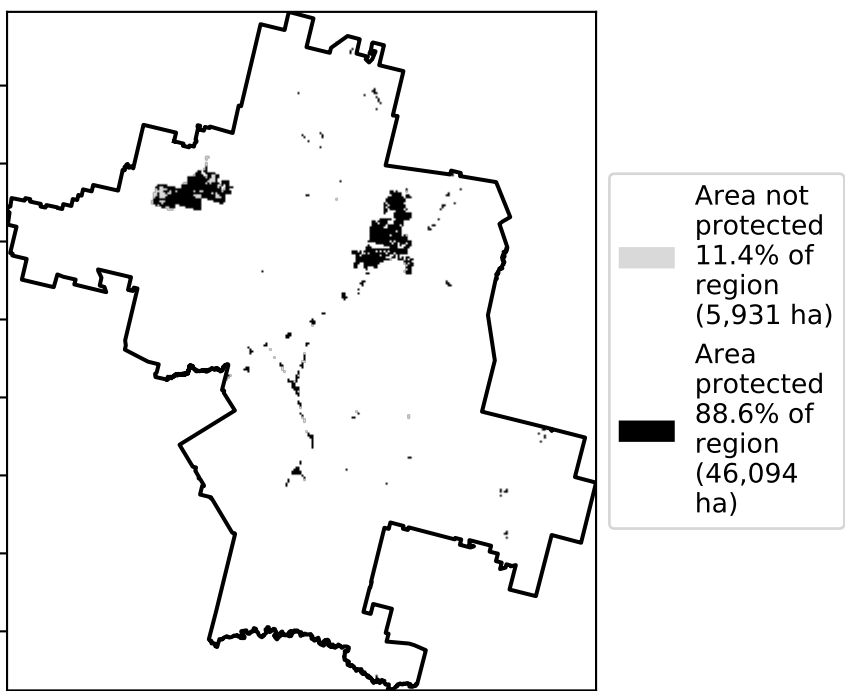 Area not
protected
11.4% of
region
(5,931 ha)
Area
protected
88.6% of
region
(46,094
ha)